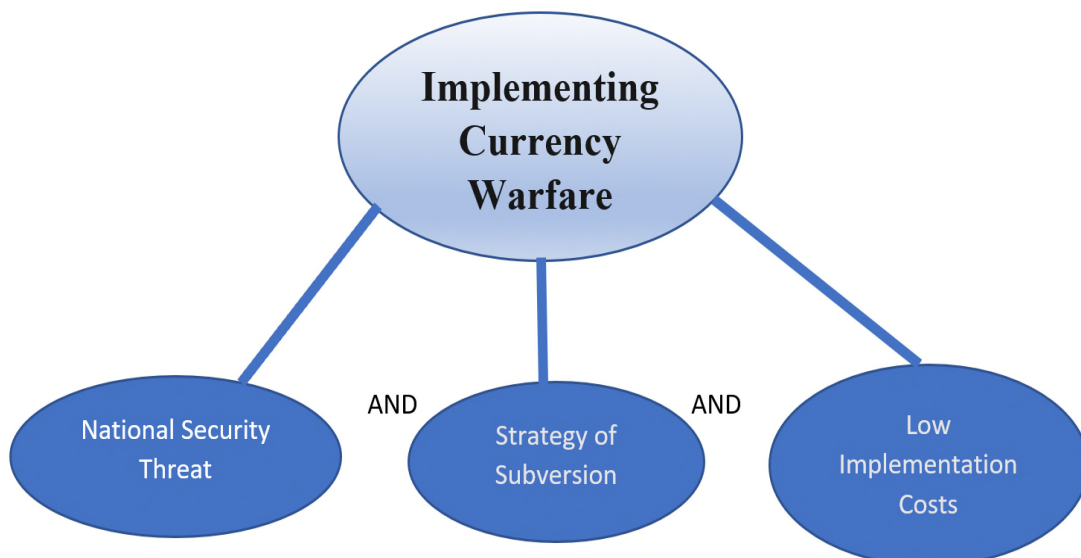 Implementing
Currency
Warfare
National Security
Threat
AND
Strategy of
Subversion
AND
Low
Implementation
Costs